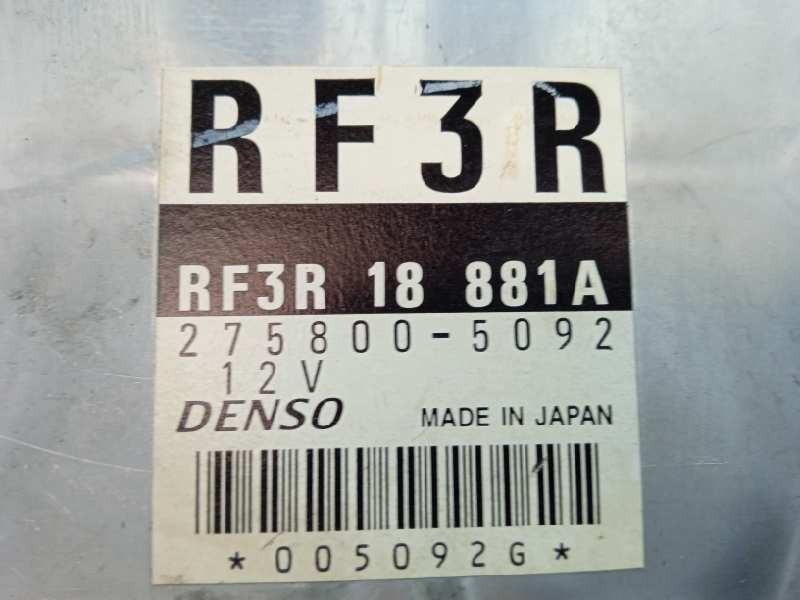 RF3R
RF3R 18 881A
275800-5092
12V
DENSO MADE IN JAPAN
*005092G*